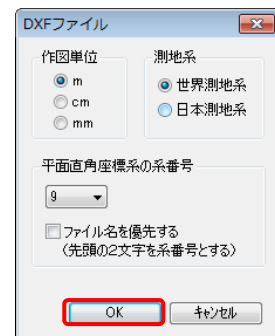 DXFファイル
作図単位
m
cm
mm
測地系
世界測地系
日本測地系
平面直角座標系の系番号
9
ファイル名を優先する
（先頭の2文字を系番号とする）
OK
キャンセル